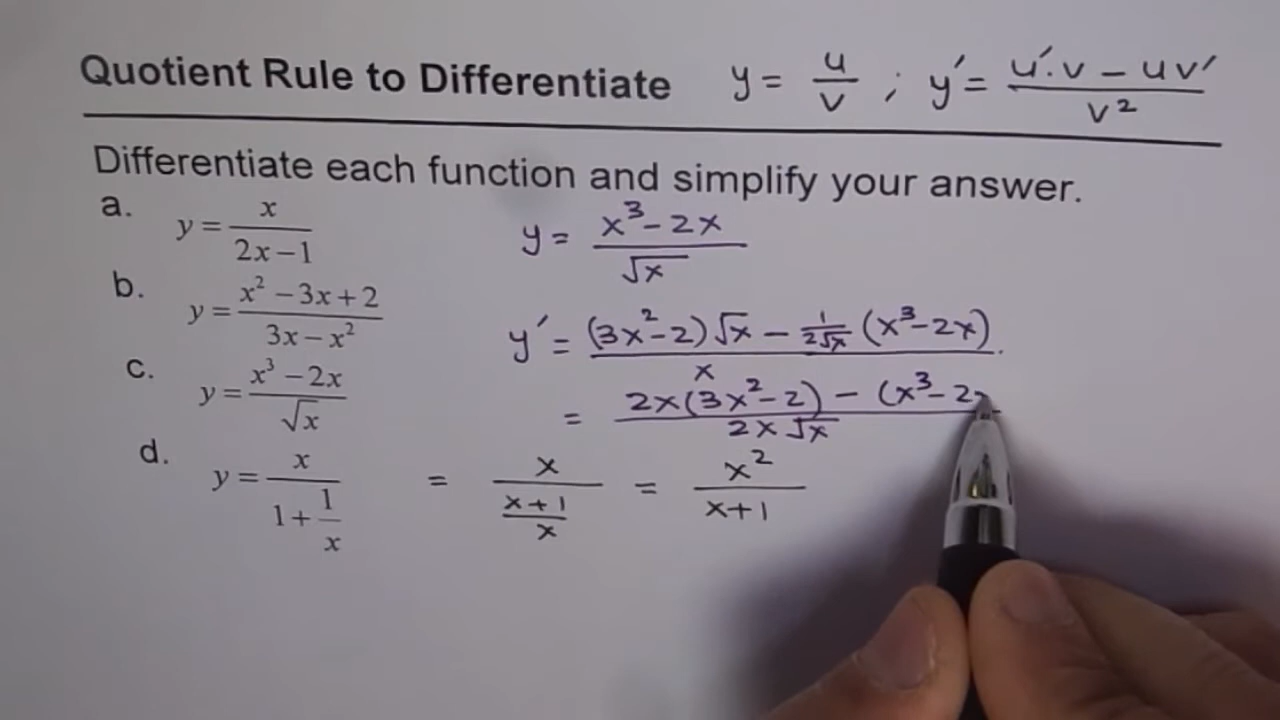 Quotient Rule to Differentiate y = u/v ; y' = (u'·v − uv')/v²
Differentiate each function and simplify your answer.
a. y = x/(2x−1)
y = (x³−2x)/√x
b. y = (x²−3x+2)/(3x−x²)
y' = ((3x²−2)√x − 1/(2√x) (x³−2x))/x
c. y = (x³−2x)/√x
= (2x(3x²−2) − (x³−2x)/(2x√x)
d. y = x/(1+1/x) = x/((x+1)/x) = x²/(x+1)